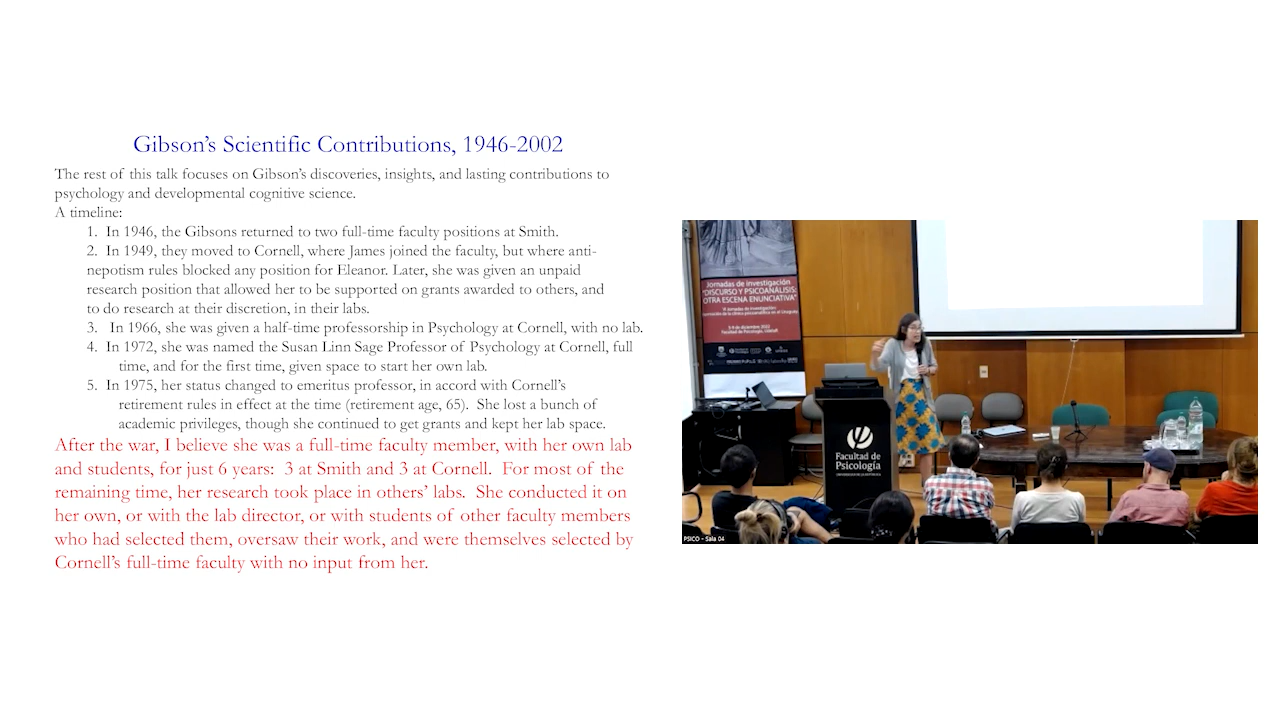 Gibson's Scientific Contributions, 1946-2002
The rest of this talk focuses on Gibson's discoveries, insights, and lasting contributions to
psychology and developmental cognitive science.
A timeline:
1. In 1946, the Gibsons returned to two full-time faculty positions at Smith.
2. In 1949, they moved to Cornell, where James joined the faculty, but where anti-
nepotism rules blocked any position for Eleanor. Later, she was given an unpaid
research position that allowed her to be supported on grants awarded to others, and
to do research at their discretion, in their labs.
3. In 1966, she was given a half-time professorship in Psychology at Cornell, with no lab.
4. In 1972, she was named the Susan Linn Sage Professor of Psychology at Cornell, full
time, and for the first time, given space to start her own lab.
5. In 1975, her status changed to emeritus professor, in accord with Cornell's
retirement rules in effect at the time (retirement age, 65). She lost a bunch of
academic privileges, though she continued to get grants and kept her lab space.
After the war, I believe she was a full-time faculty member, with her own lab
and students, for just 6 years: 3 at Smith and 3 at Cornell. For most of the
remaining time, her research took place in others' labs. She conducted it on
her own, or with the lab director, or with students of other faculty members
who had selected them, oversaw their work, and were themselves selected by
Cornell's full-time faculty with no input from her.
Jornadas de investigación
"DISCURSO Y PSICOANÁLISIS:
OTRA ESCENA ENUNCIATIVA"
Facultad de
Psicología
UNIVERSIDAD DE LA REPÚBLICA
PSICO - Sala 04